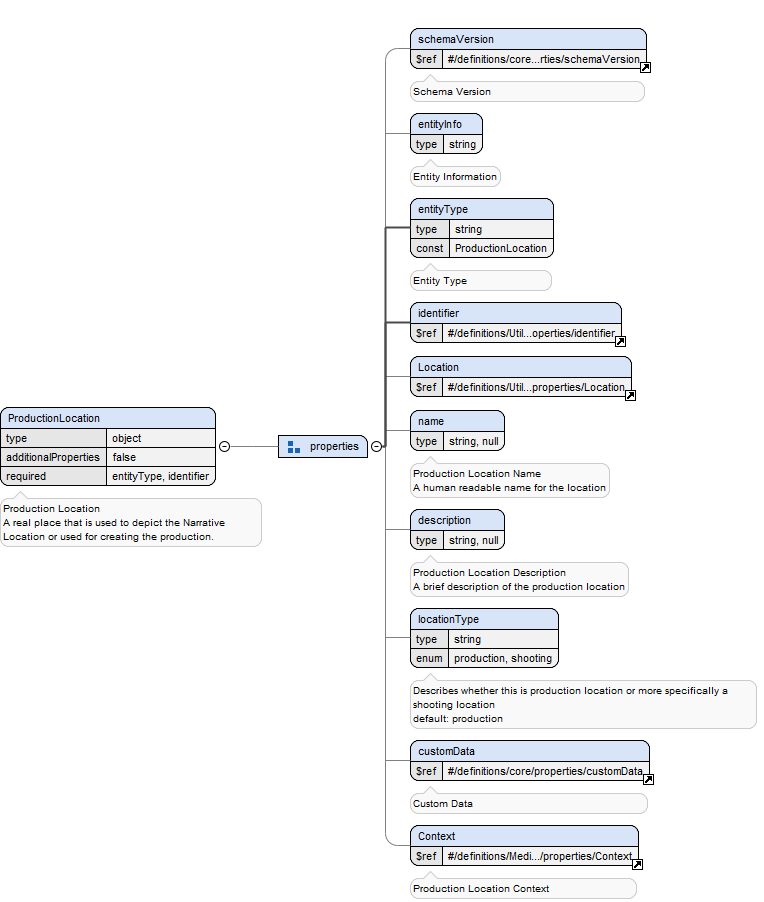 schemaVersion
$ref #/definitions/core...rties/schemaVersion
Schema Version
entityInfo
type string
Entity Information
entityType
type string
const ProductionLocation
Entity Type
identifier
$ref #/definitions/Util...operties/identifier
Location
$ref #/definitions/Util...properties/Location
ProductionLocation
type object
additionalProperties false
required entityType, identifier
Production Location
A real place that is used to depict the Narrative
Location or used for creating the production.
properties
name
type string, null
Production Location Name
A human readable name for the location
description
type string, null
Production Location Description
A brief description of the production location
locationType
type string
enum production, shooting
Describes whether this is production location or more specifically a
shooting location
default: production
customData
$ref #/definitions/core/properties/customData
Custom Data
Context
$ref #/definitions/Medi.../properties/Context
Production Location Context